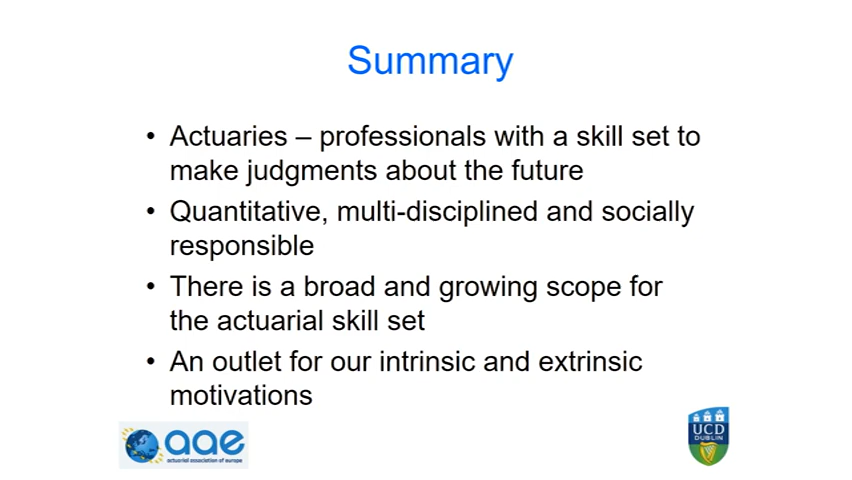 Summary
• Actuaries – professionals with a skill set to
make judgments about the future
• Quantitative, multi-disciplined and socially
responsible
• There is a broad and growing scope for
the actuarial skill set
• An outlet for our intrinsic and extrinsic
motivations
aae
actuarial association of europe
UCD
DUBLIN